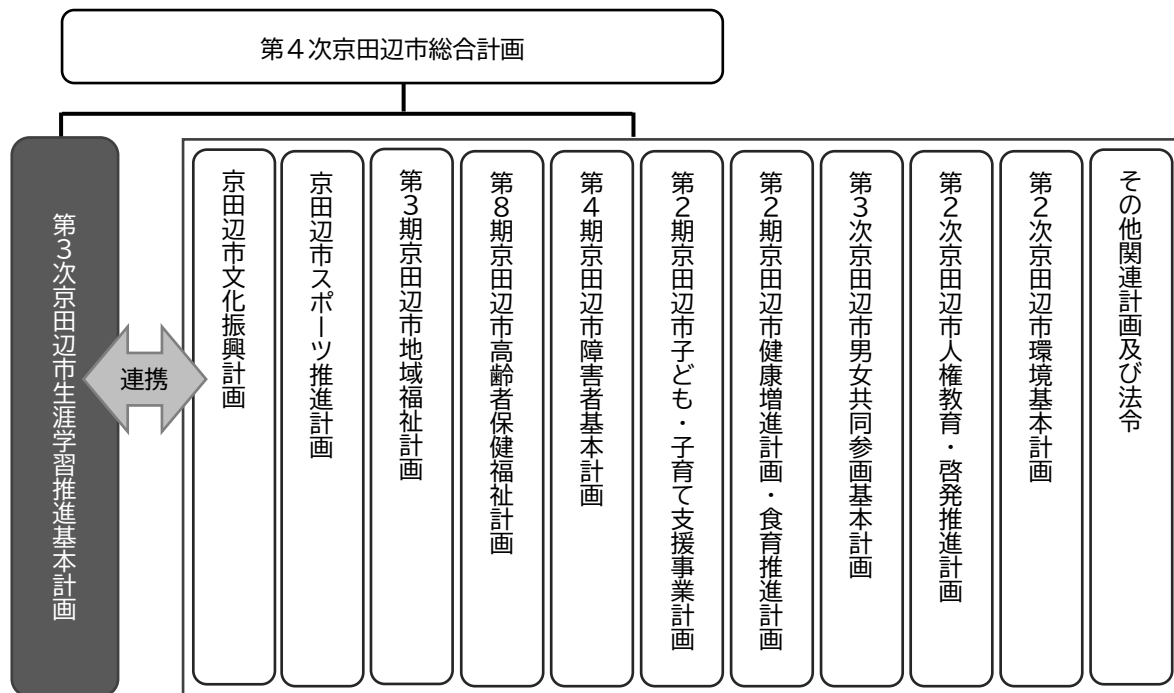 第４次京田辺市総合計画
第３次京田辺市生涯学習推進基本計画
連携
京田辺市文化振興計画
京田辺市スポーツ推進計画
第３期京田辺市地域福祉計画
第８期京田辺市高齢者保健福祉計画
第４期京田辺市障害者基本計画
第２期京田辺市子ども・子育て支援事業計画
第２期京田辺市健康増進計画・食育推進計画
第３次京田辺市男女共同参画基本計画
第２次京田辺市人権教育・啓発推進計画
第２次京田辺市環境基本計画
その他関連計画及び法令